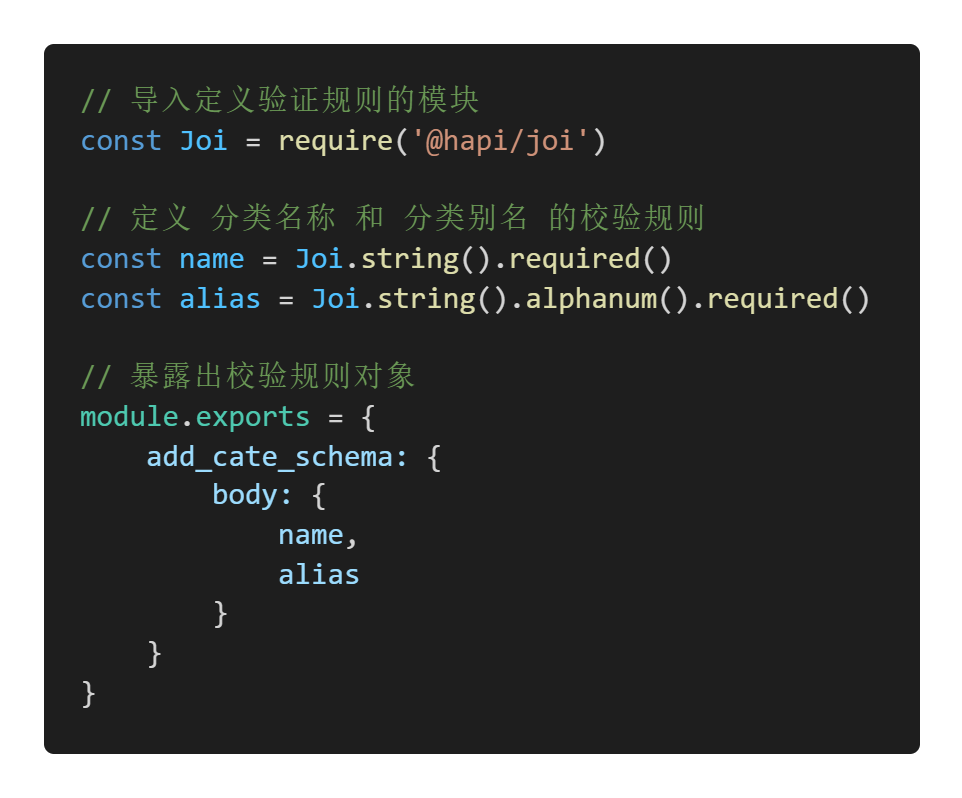 // 导入定义验证规则的模块
const Joi = require('@hapi/joi')
// 定义 分类名称 和 分类别名 的校验规则
const name = Joi.string().required()
const alias = Joi.string().alphanum().required()
// 暴露出校验规则对象
module.exports = {
    add_cate_schema: {
        body: {
            name,
            alias
        }
    }
}